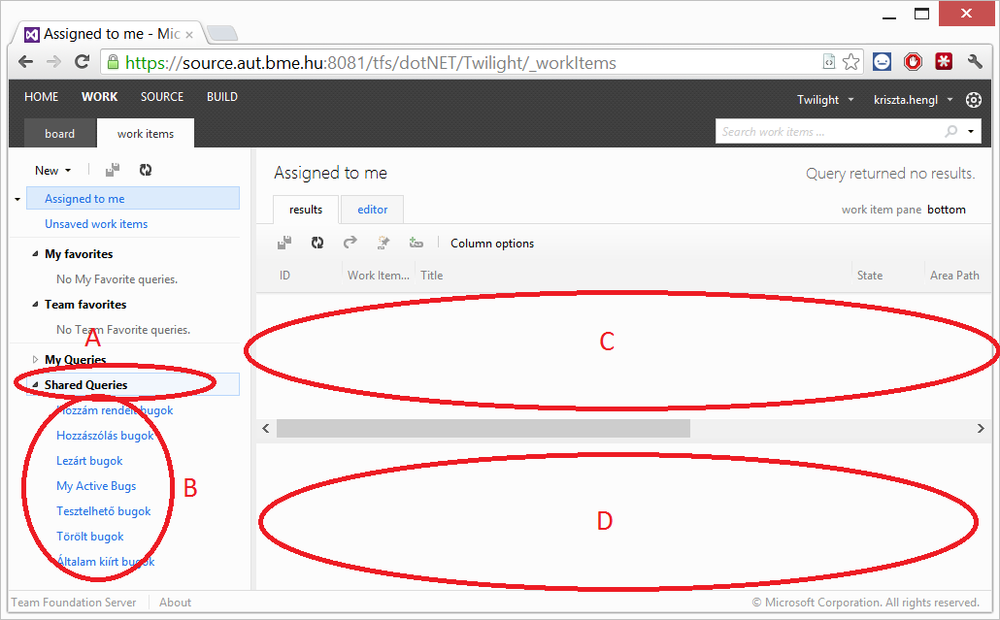 Assigned to me - Mic
https://source.aut.bme.hu:8081/tfs/dotNET/Twilight/_workItems
HOME WORK SOURCE BUILD
Twilight kriszta.hengl
board work items
Search work items ...
New
Assigned to me
Unsaved work items
My favorites
No My Favorite queries.
Team favorites
No Team Favorite queries.
A
My Queries
Shared Queries
Hozzám rendelt bugok
Hozzászólás bugok
Lezárt bugok
My Active Bugs
Tesztelhető bugok
Törölt bugok
Általam kiírt bugok
B
Assigned to me
Query returned no results.
results editor
work item pane bottom
Column options
ID Work Item... Title State Area Path
C
D
Team Foundation Server About
© Microsoft Corporation. All rights reserved.